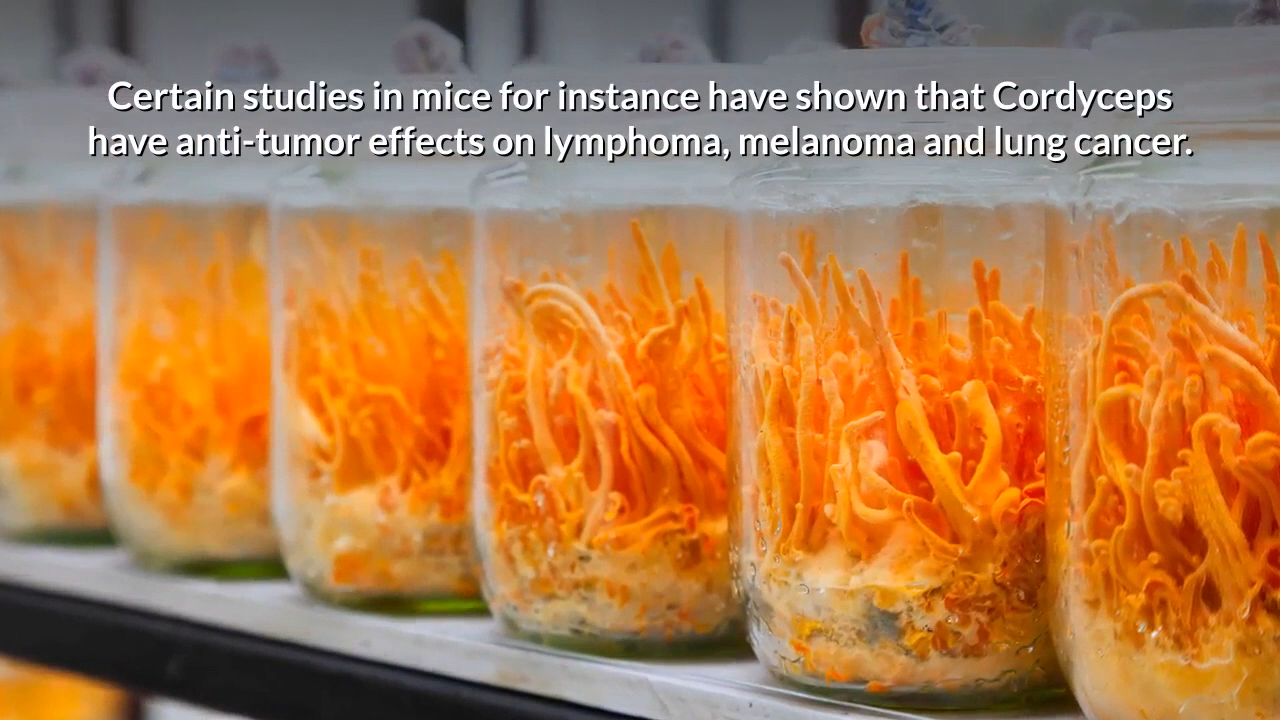 Certain studies in mice for instance have shown that Cordyceps
have anti-tumor effects on lymphoma, melanoma and lung cancer.